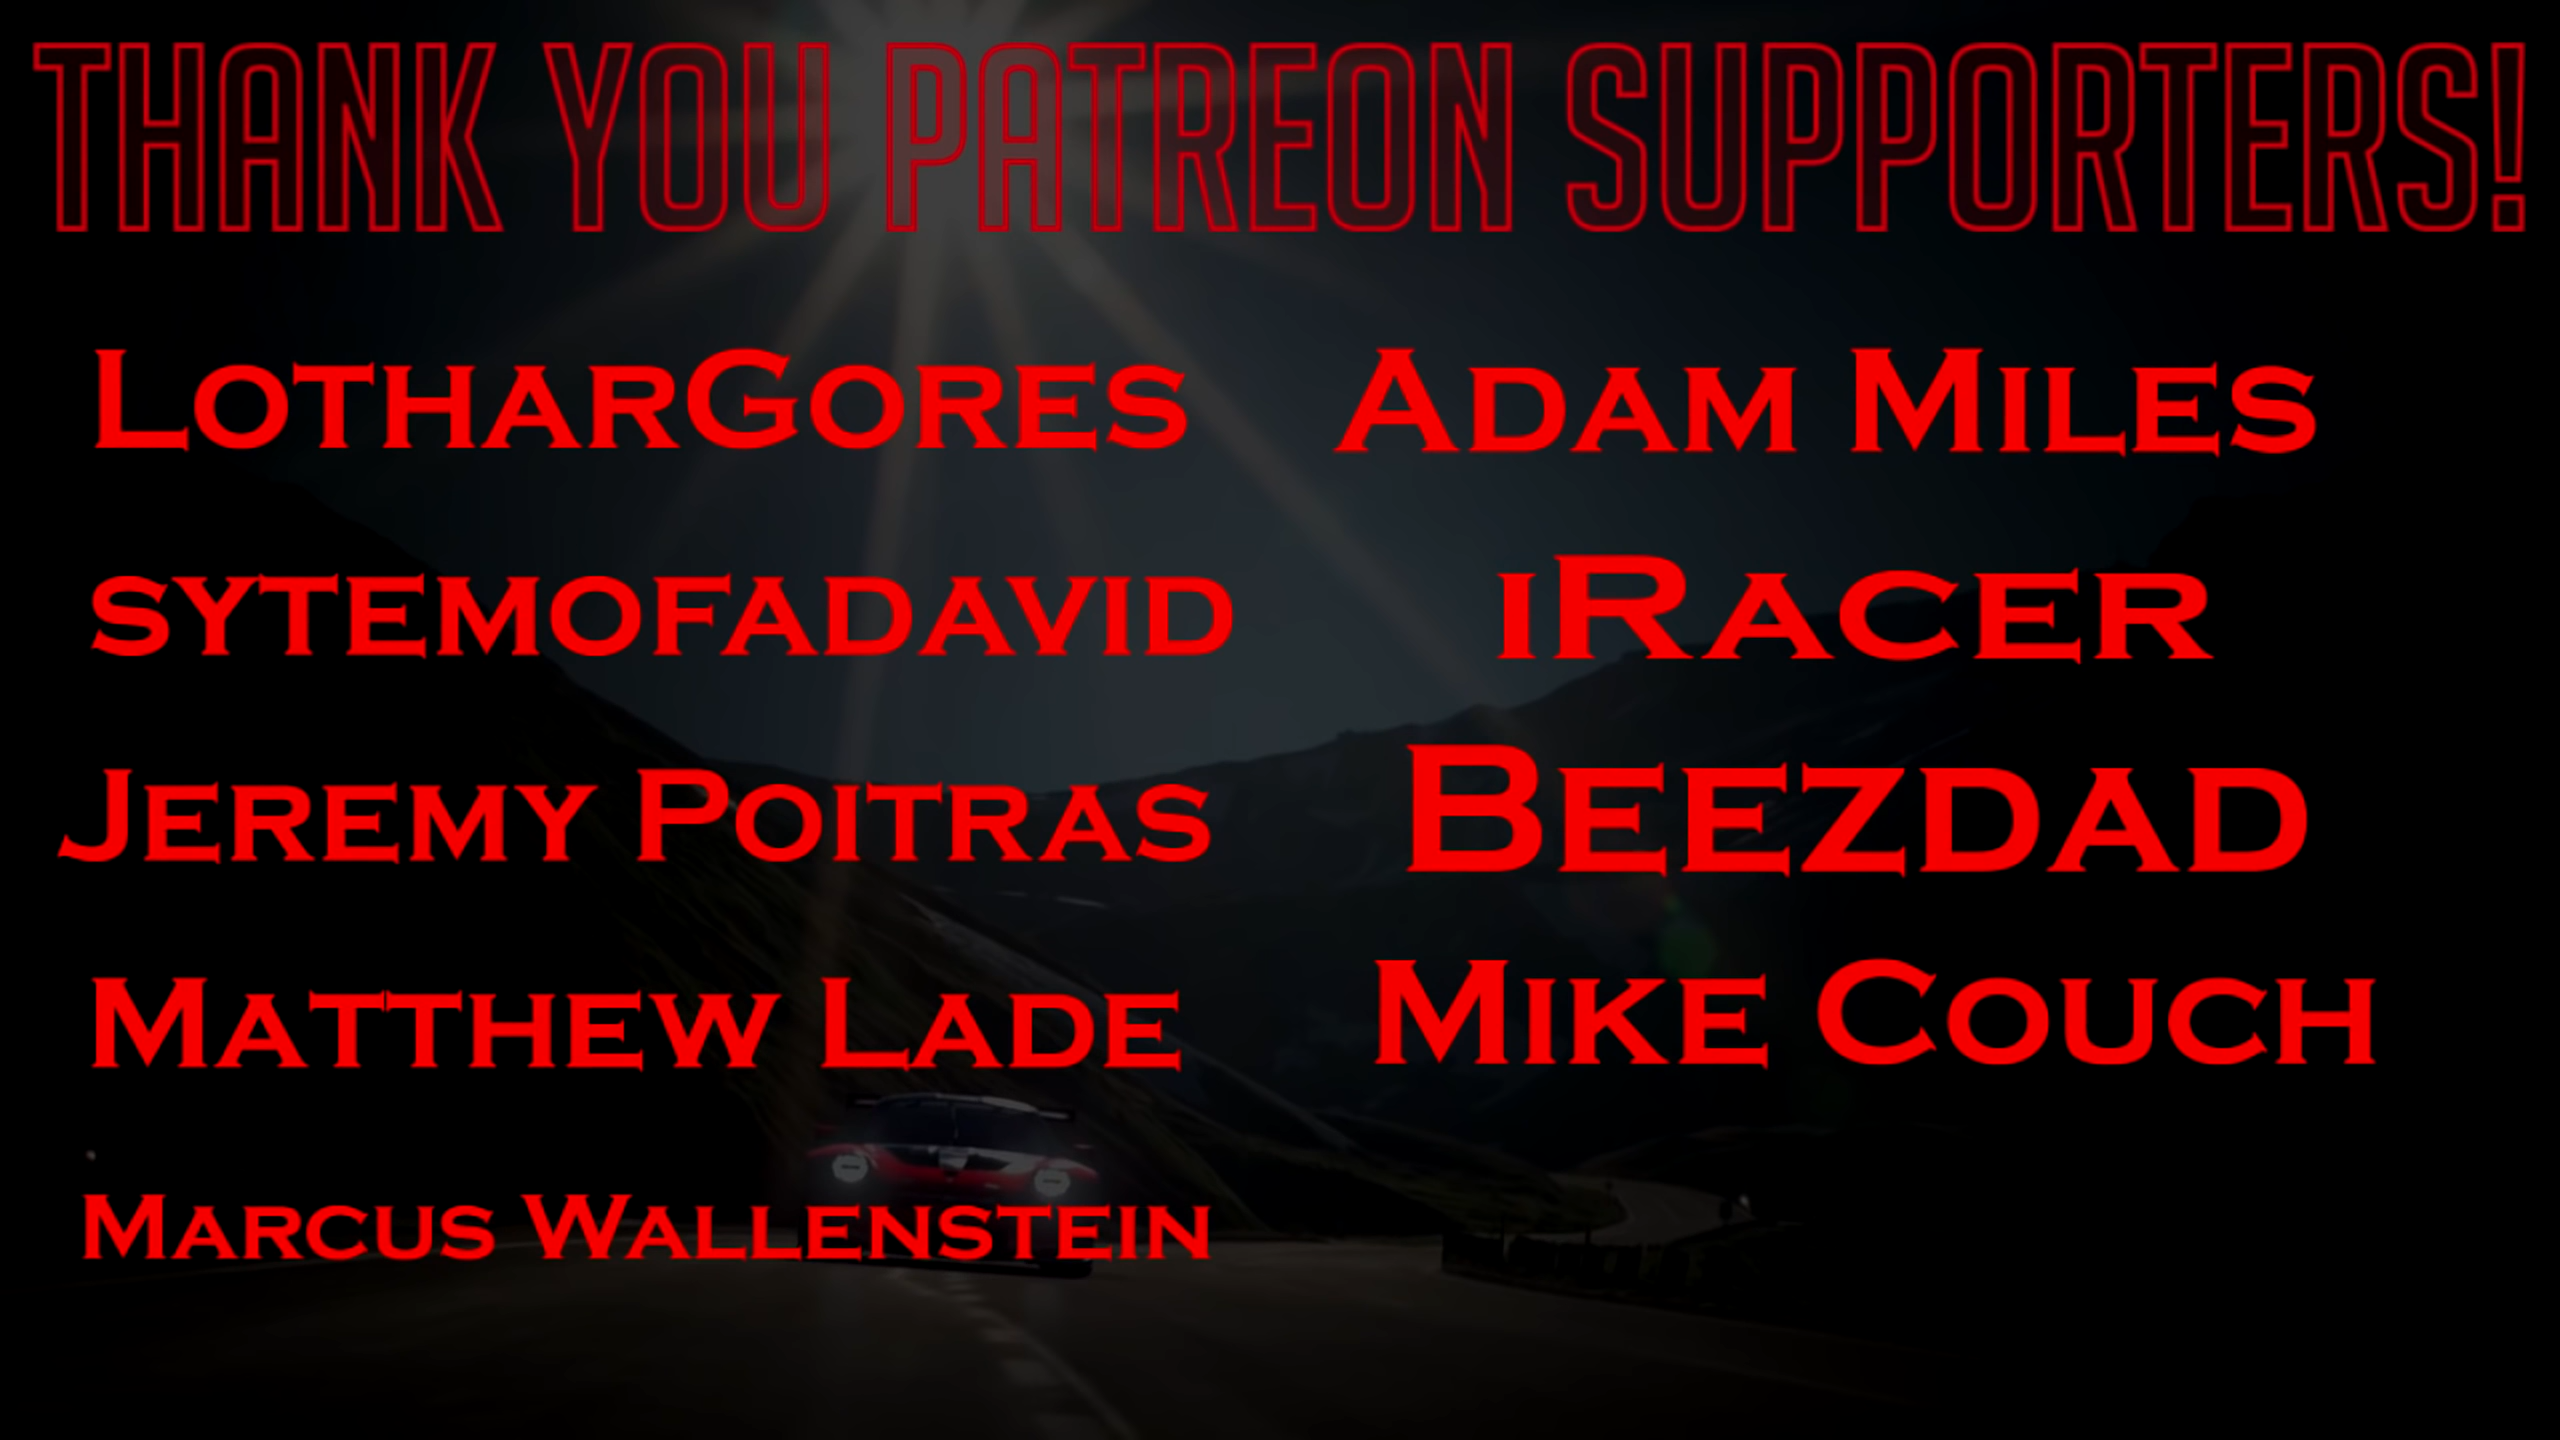 THANK YOU PATREON SUPPORTERS!
LotharGores
Adam Miles
sytemofadavid
iRacer
Jeremy Poitras
Beezdad
Matthew Lade
Mike Couch
Marcus Wallenstein